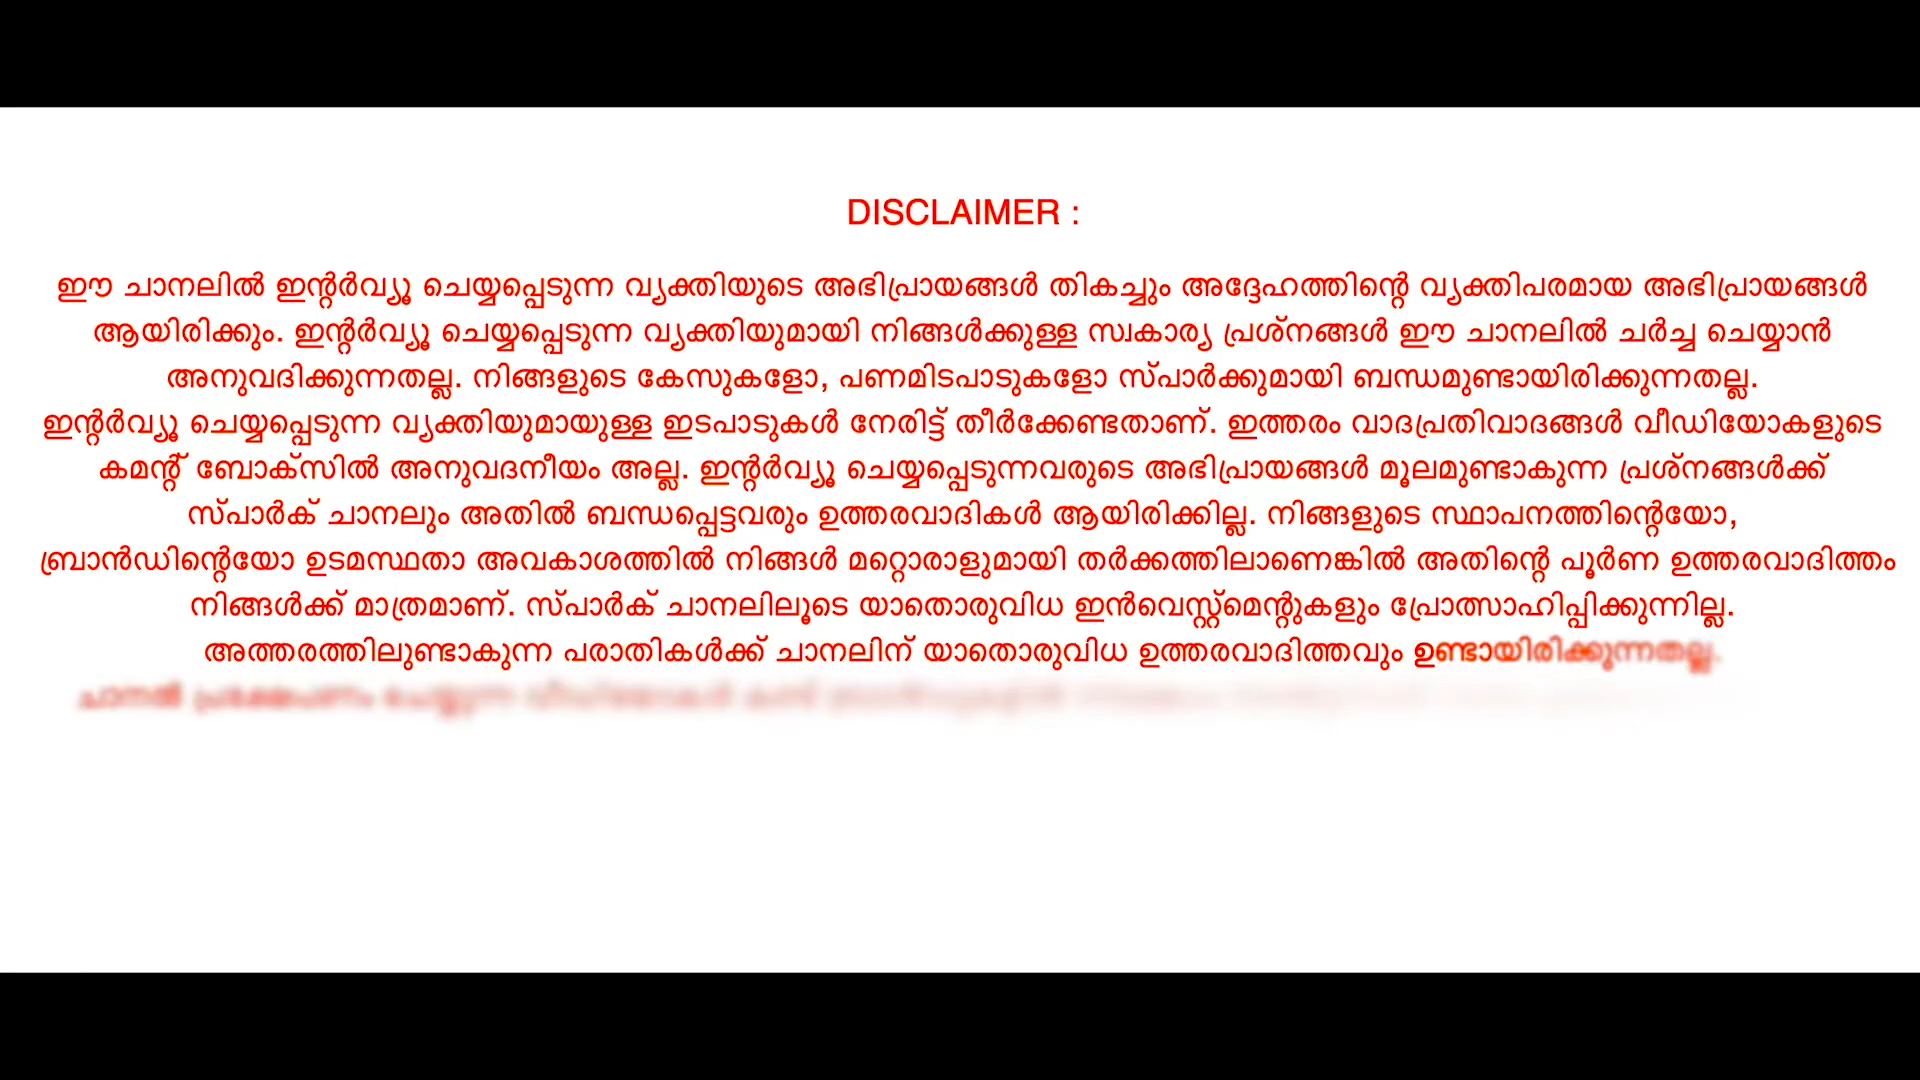 DISCLAIMER :
ഈ ചാനലിൽ ഇന്റർവ്യൂ ചെയ്യപ്പെടുന്ന വ്യക്തിയുടെ അഭിപ്രായങ്ങൾ തികച്ചും അദ്ദേഹത്തിന്റെ വ്യക്തിപരമായ അഭിപ്രായങ്ങൾ
ആയിരിക്കും. ഇന്റർവ്യൂ ചെയ്യപ്പെടുന്ന വ്യക്തിയുമായി നിങ്ങൾക്കുള്ള സ്വകാര്യ പ്രശ്നങ്ങൾ ഈ ചാനലിൽ ചർച്ച ചെയ്യാൻ
അനുവദിക്കുന്നതല്ല. നിങ്ങളുടെ കേസുകളോ, പണമിടപാടുകളോ സ്പാർക്കുമായി ബന്ധമുണ്ടായിരിക്കുന്നതല്ല.
ഇന്റർവ്യൂ ചെയ്യപ്പെടുന്ന വ്യക്തിയുമായുള്ള ഇടപാടുകൾ നേരിട്ട് തീർക്കേണ്ടതാണ്. ഇത്തരം വാദപ്രതിവാദങ്ങൾ വീഡിയോകളുടെ
കമന്റ് ബോക്സിൽ അനുവദനീയം അല്ല. ഇന്റർവ്യൂ ചെയ്യപ്പെടുന്നവരുടെ അഭിപ്രായങ്ങൾ മൂലമുണ്ടാകുന്ന പ്രശ്നങ്ങൾക്ക്
സ്പാർക് ചാനലും അതിൽ ബന്ധപ്പെട്ടവരും ഉത്തരവാദികൾ ആയിരിക്കില്ല. നിങ്ങളുടെ സ്ഥാപനത്തിന്റെയോ,
ബ്രാൻഡിന്റെയോ ഉടമസ്ഥതാ അവകാശത്തിൽ നിങ്ങൾ മറ്റൊരാളുമായി തർക്കത്തിലാണെങ്കിൽ അതിന്റെ പൂർണ ഉത്തരവാദിത്തം
നിങ്ങൾക്ക് മാത്രമാണ്. സ്പാർക് ചാനലിലൂടെ യാതൊരുവിധ ഇൻവെസ്റ്റ്മെന്റുകളും പ്രോത്സാഹിപ്പിക്കുന്നില്ല.
അത്തരത്തിലുണ്ടാകുന്ന പരാതികൾക്ക് ചാനലിന് യാതൊരുവിധ ഉത്തരവാദിത്തവും ഉണ്ടായിരിക്കുന്നതല്ല.
ചാനൽ പ്രക്ഷേപണം ചെയ്യുന്ന വീഡിയോകൾ കണ്ട്